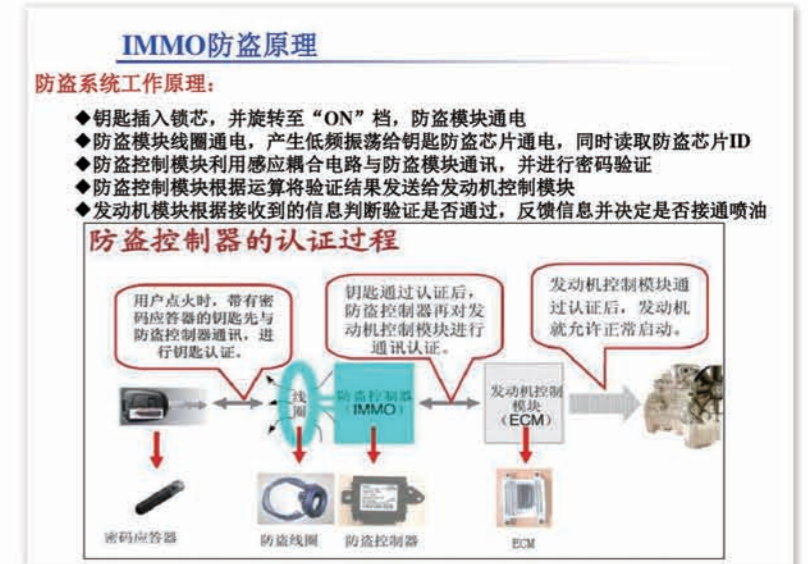 IMMO防盗原理
防盗系统工作原理：
◆钥匙插入锁芯，并旋转至“ON”档，防盗模块通电
◆防盗模块线圈通电，产生低频振荡给钥匙防盗芯片通电，同时读取防盗芯片ID
◆防盗控制模块利用感应耦合电路与防盗模块通讯，并进行密码验证
◆防盗控制模块根据运算将验证结果发送给发动机控制模块
◆发动机模块根据接收到的信息判断验证是否通过，反馈信息并决定是否接通喷油
防盗控制器的认证过程
用户点火时，带有密
码应答器的钥匙先与
防盗控制器通讯，进
行钥匙认证。
钥匙通过认证后，
防盗控制器再对发
动机控制模块进行
通讯认证。
发动机控制模块通
过认证后，发动机
就允许正常启动。
线
圈
防盗控制器
（IMMO）
发动机控制
模块
（ECM）
密码应答器
防盗线圈
防盗控制器
ECM